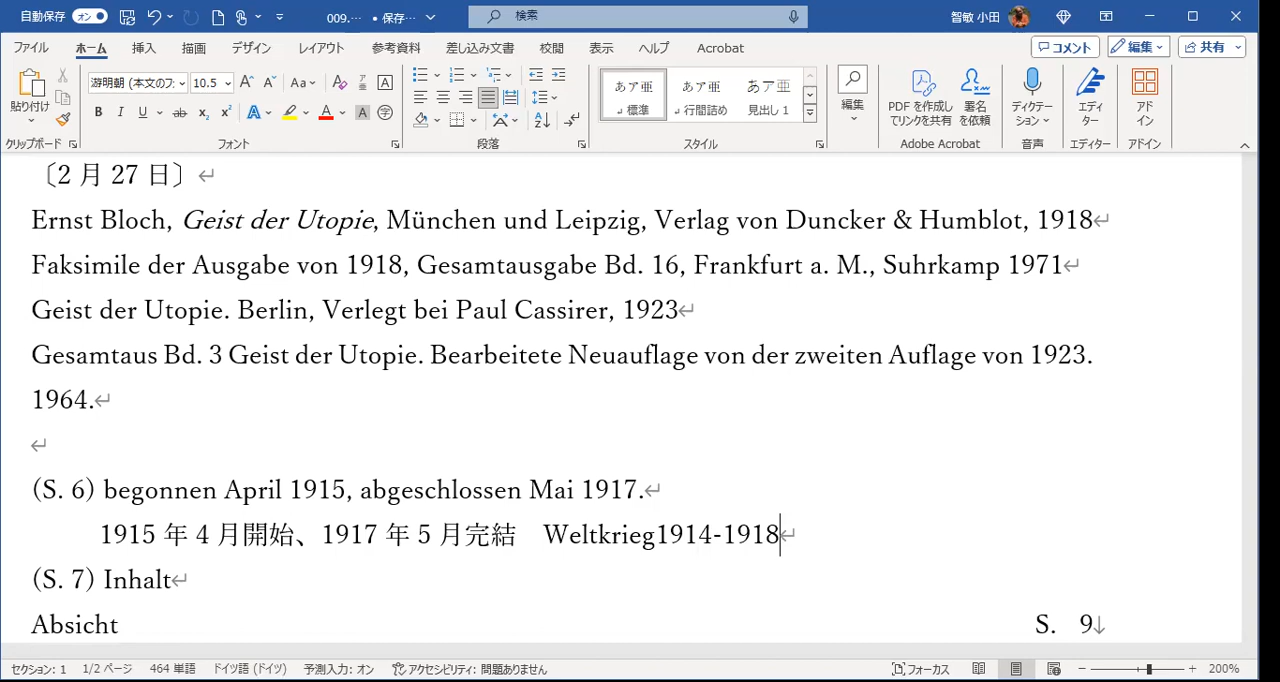 自動保存 オン 009.… • 保存… 検索 智敏 小田
ファイル ホーム 挿入 描画 デザイン レイアウト 参考資料 差し込み文書 校閲 表示 ヘルプ Acrobat コメント 編集 共有
貼り付け 游明朝 (本文のフ 10.5 Aa A
B I U ab x₂ x² A A A
あア亜 あア亜 あア亜
↲ 標準 ↲ 行間詰め 見出し 1
編集 PDF を作成してリンクを共有 署名を依頼 ディクテーション エディター アドイン
クリップボード フォント 段落 スタイル Adobe Acrobat 音声 エディター アドイン
〔2 月 27 日〕↵
Ernst Bloch, Geist der Utopie, München und Leipzig, Verlag von Duncker & Humblot, 1918↵
Faksimile der Ausgabe von 1918, Gesamtausgabe Bd. 16, Frankfurt a. M., Suhrkamp 1971↵
Geist der Utopie. Berlin, Verlegt bei Paul Cassirer, 1923↵
Gesamtaus Bd. 3 Geist der Utopie. Bearbeitete Neuauflage von der zweiten Auflage von 1923.
1964.↵
↵
(S. 6) begonnen April 1915, abgeschlossen Mai 1917.↵
1915 年 4 月開始、1917 年 5 月完結　Weltkrieg1914-1918↵
(S. 7) Inhalt↵
Absicht S. 9↓
セクション: 1 1/2 ページ 464 単語 ドイツ語 (ドイツ) 予測入力: オン アクセシビリティ: 問題ありません フォーカス 200%